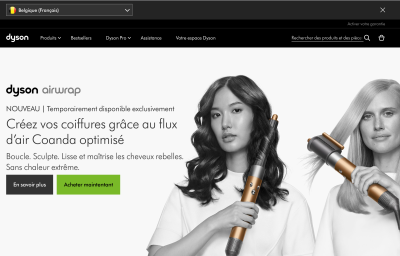 Belgique (Français)
Activer votre garantie
dyson
Produits
Bestsellers
Dyson Pro
Assistance
Votre espace Dyson
Rechercher des produits et des pièce
dyson airwrap
NOUVEAU | Temporairement disponible exclusivement
Créez vos coiffures grâce au flux
d'air Coanda optimisé
Boucle. Sculpte. Lisse et maîtrise les cheveux rebelles.
Sans chaleur extrême.
En savoir plus
Acheter maintentant